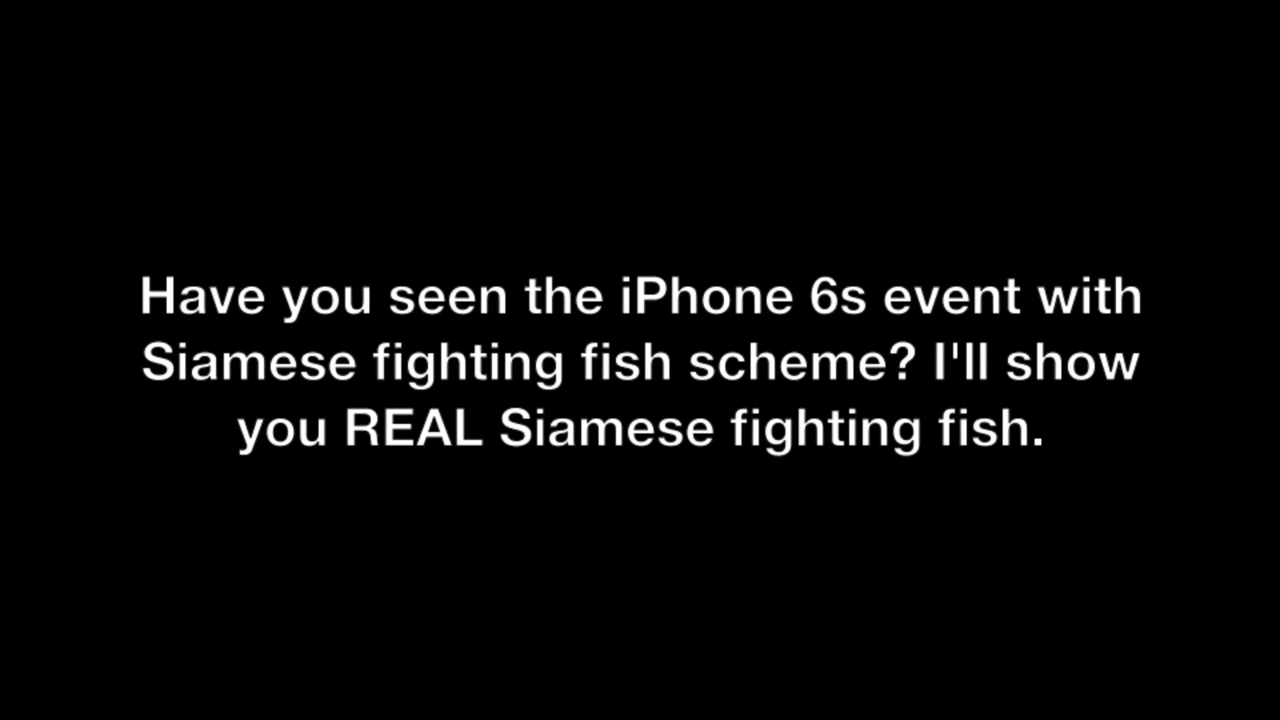 Have you seen the iPhone 6s event with
Siamese fighting fish scheme? I'll show
you REAL Siamese fighting fish.